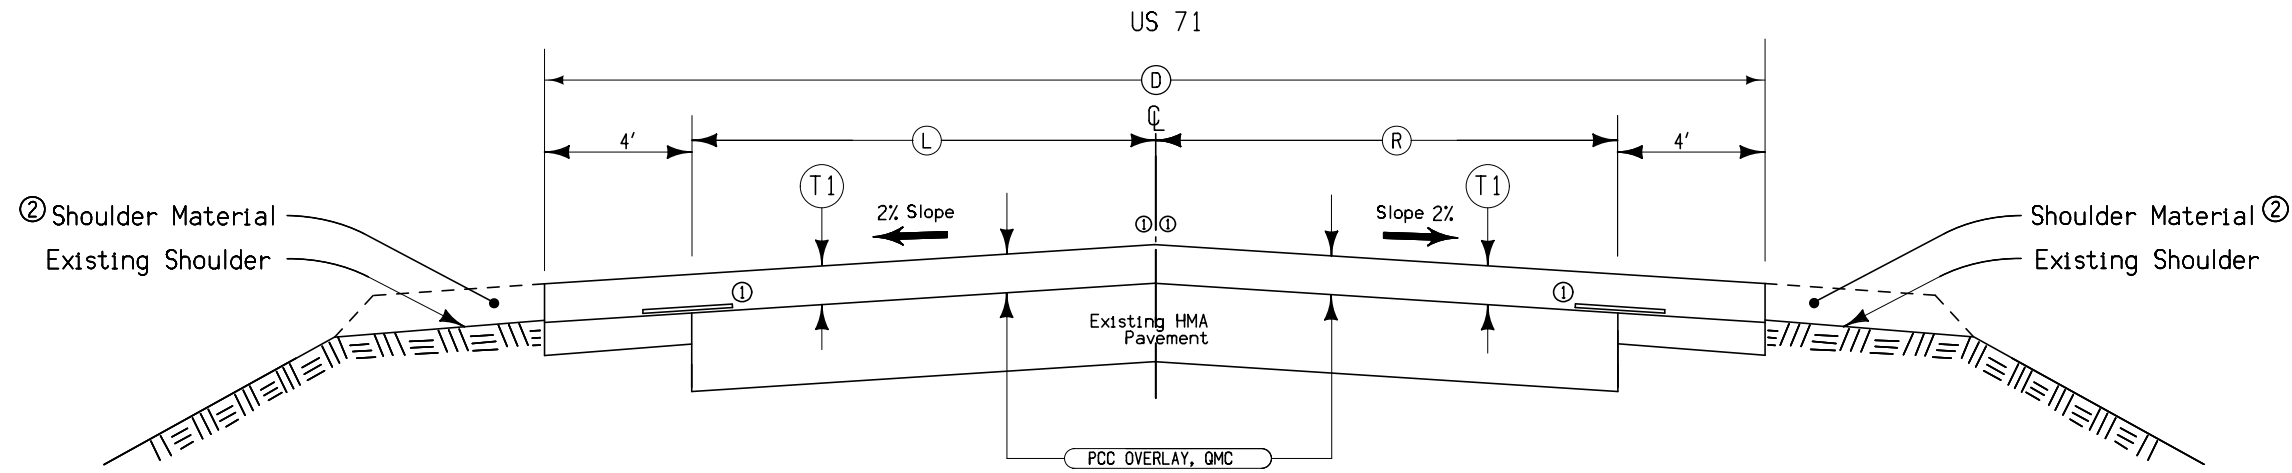 US 71
D
℄
4′
L
R
4′
T1
T1
2% Slope
Slope 2%
② Shoulder Material
Shoulder Material ②
① ①
Existing Shoulder
Existing Shoulder
①
①
Existing HMA
Pavement
PCC OVERLAY, QMC